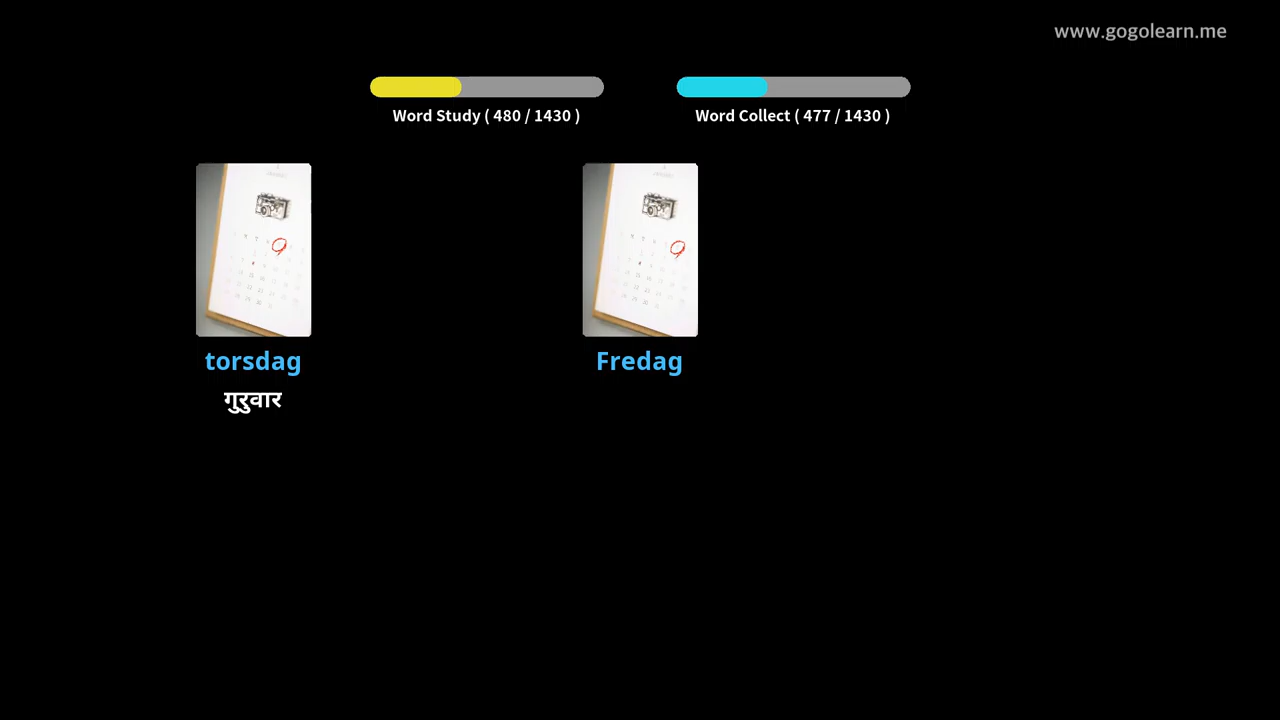 www.gogolearn.me
Word Study ( 480 / 1430 )
Word Collect ( 477 / 1430 )
torsdag
Fredag
गुरुवार